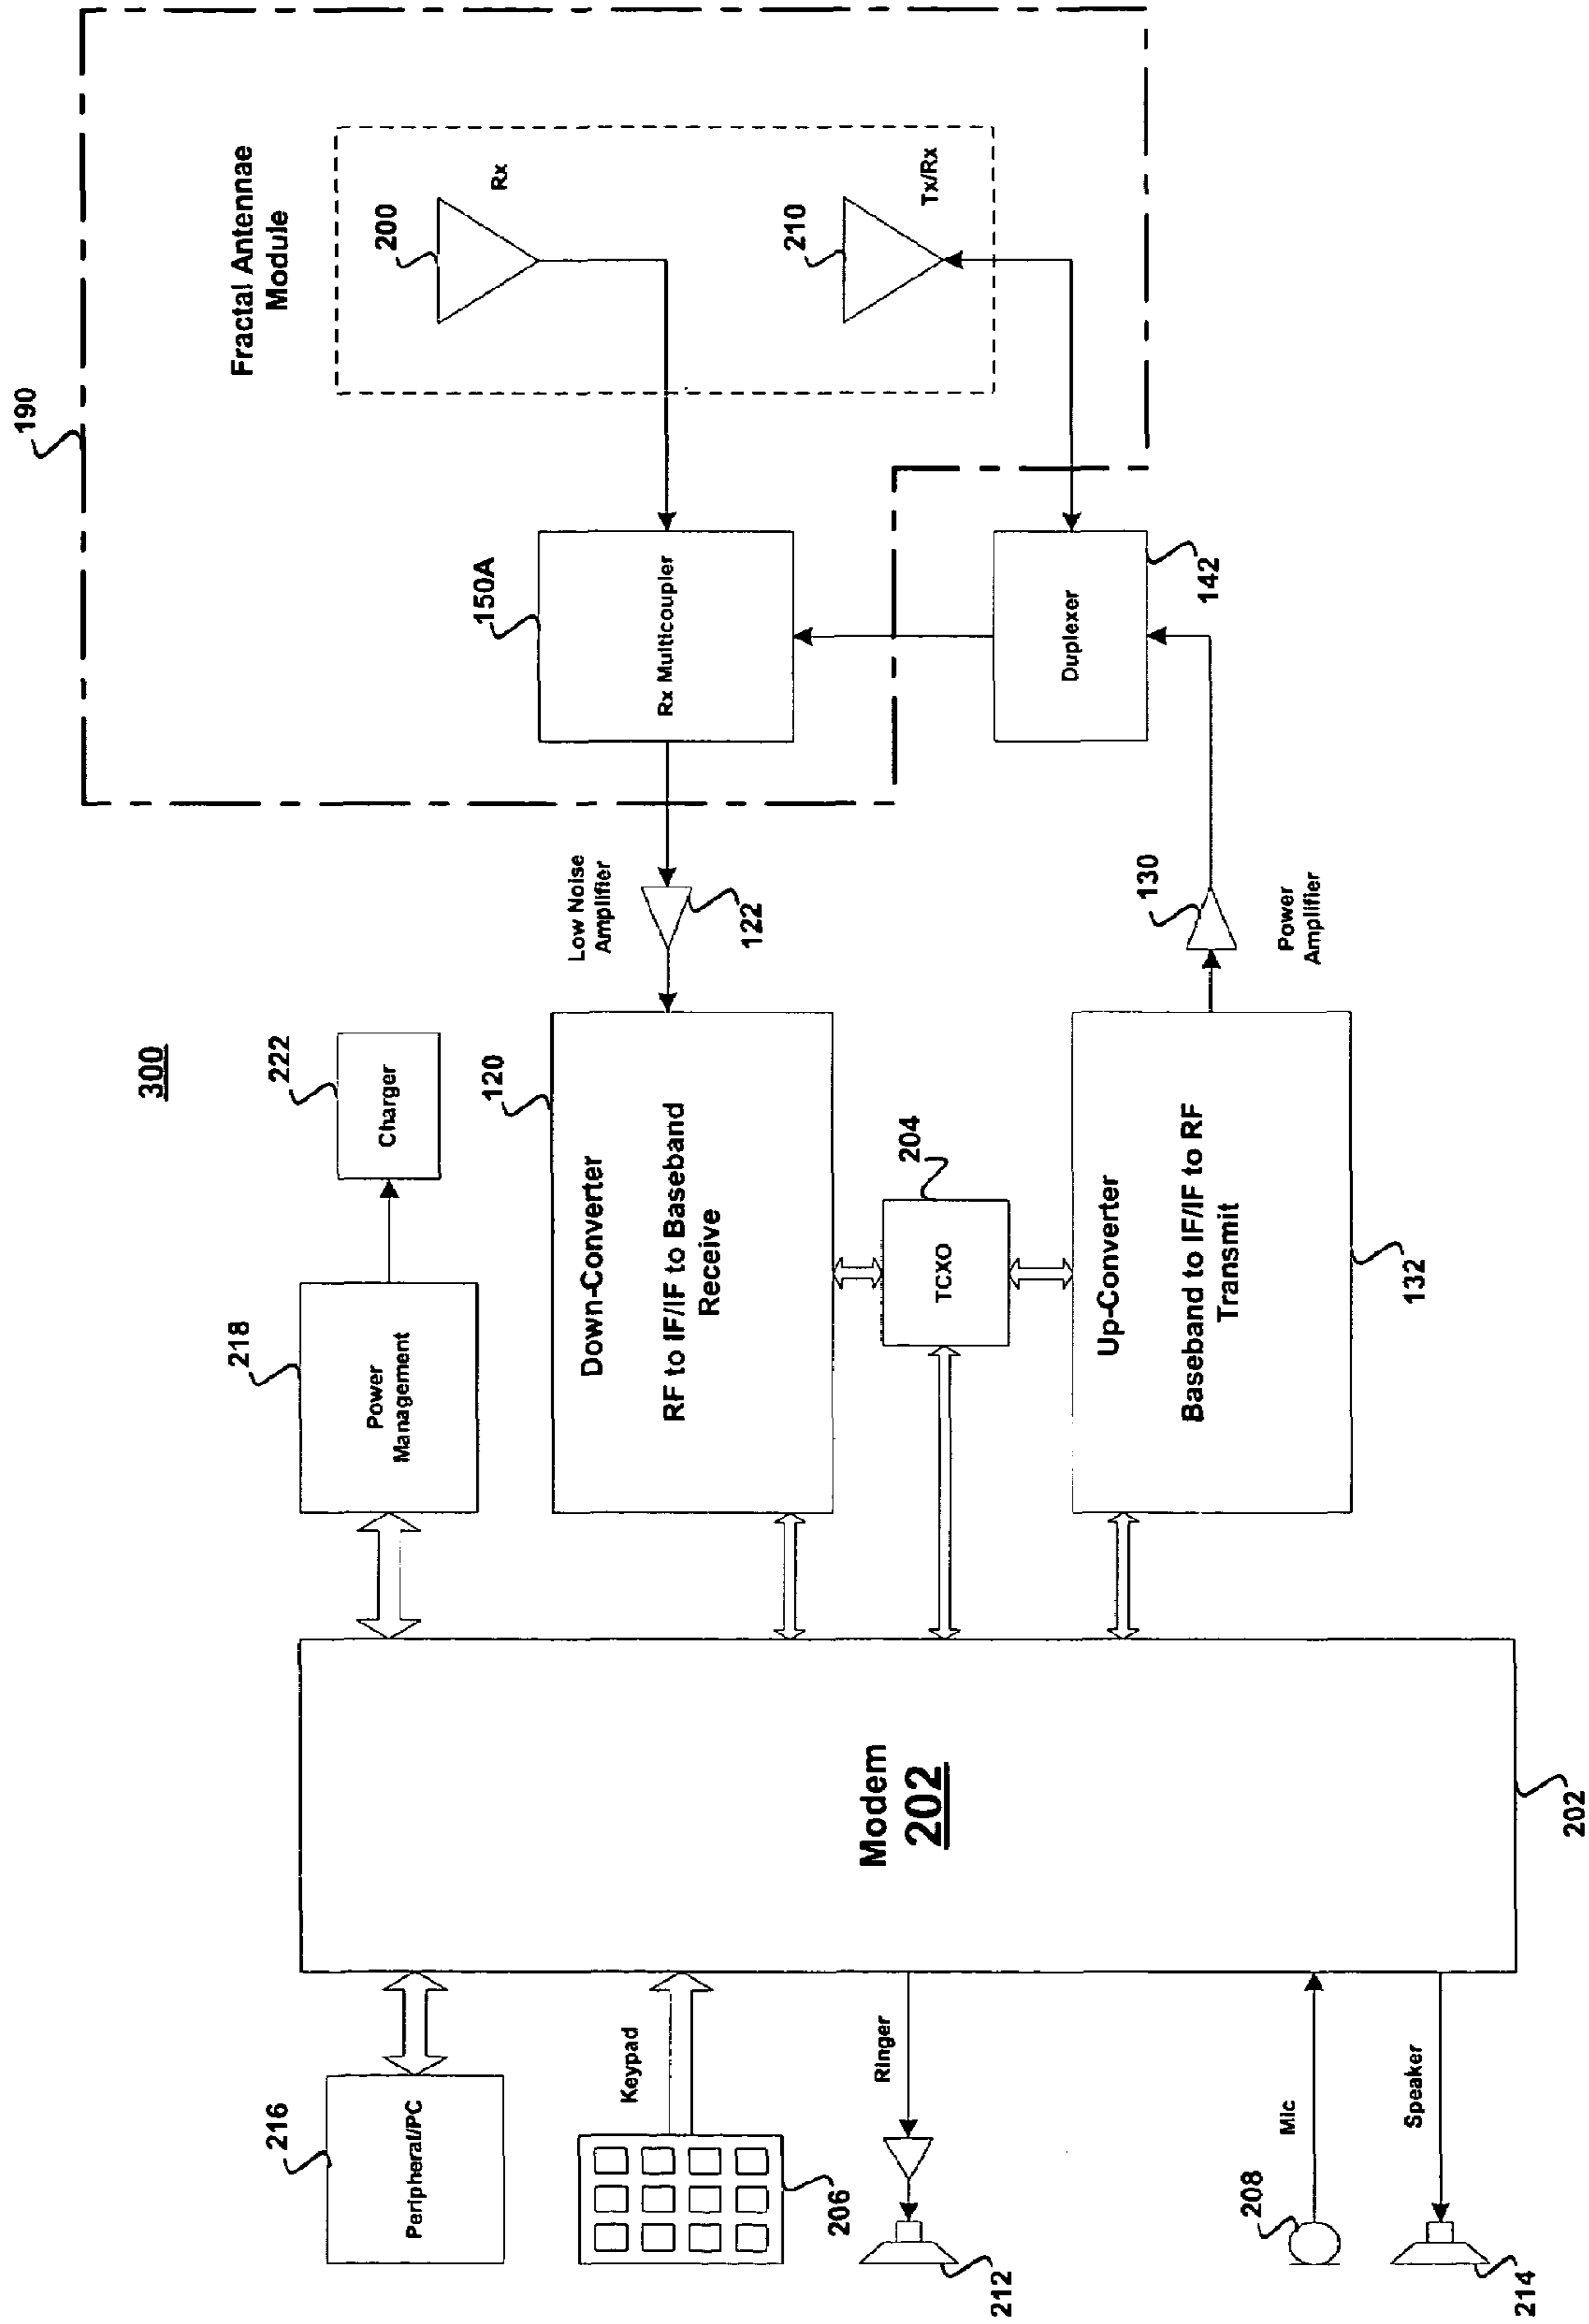 300
190
Fractal Antennae
Module
200
Rx
210
Tx/Rx
150A
Rx Multicoupler
Duplexer
142
Low Noise
Amplifier
122
130
Power
Amplifier
222
Charger
218
Power
Management
120
Down-Converter
RF to IF/IF to Baseband
Receive
204
TCXO
Up-Converter
Baseband to IF/IF to RF
Transmit
132
Modem
202
202
216
Peripheral/PC
Keypad
206
Ringer
212
Mic
208
Speaker
214